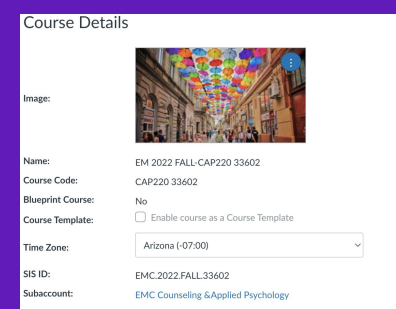 Course Details
Image:
Name: EM 2022 FALL-CAP220 33602
Course Code: CAP220 33602
Blueprint Course: No
Course Template: Enable course as a Course Template
Time Zone: Arizona (-07:00)
SIS ID: EMC.2022.FALL.33602
Subaccount: EMC Counseling &Applied Psychology